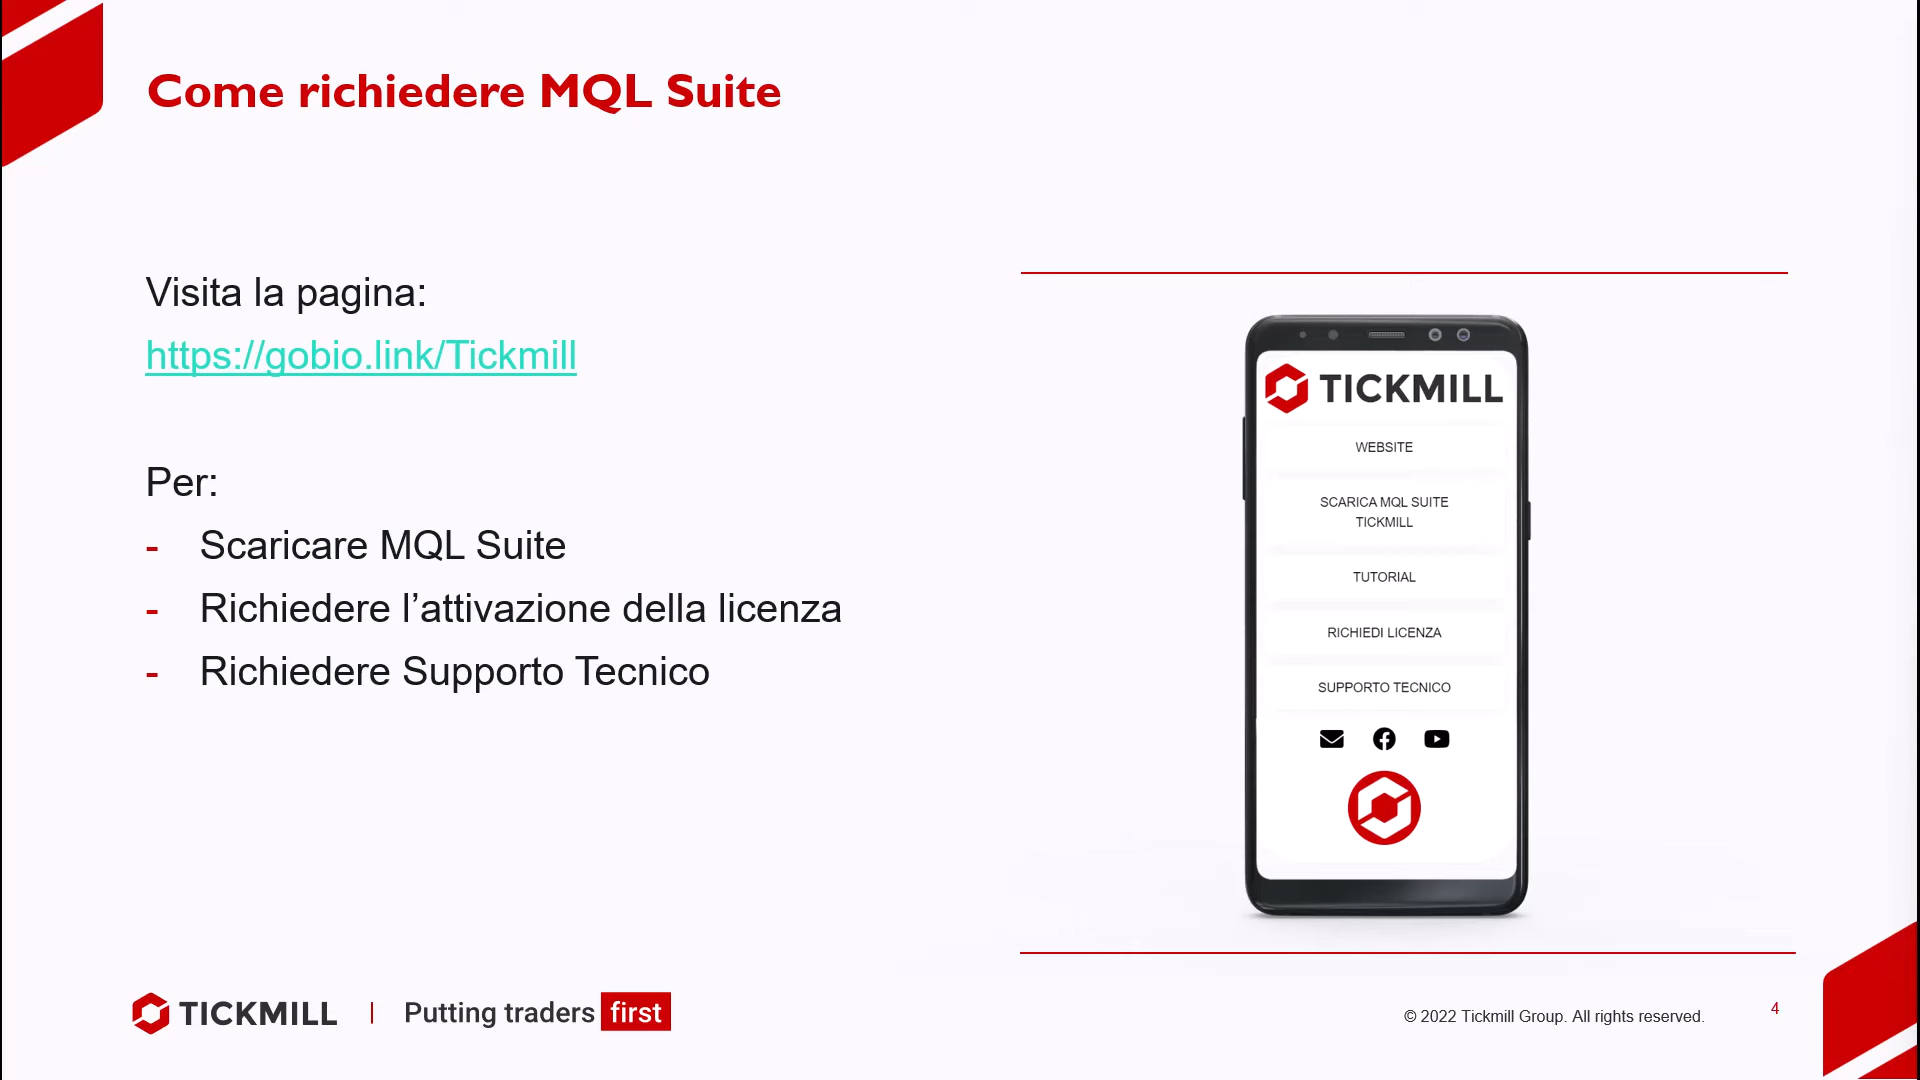 Come richiedere MQL Suite
Visita la pagina:
https://gobio.link/Tickmill
Per:
- Scaricare MQL Suite
- Richiedere l’attivazione della licenza
- Richiedere Supporto Tecnico
TICKMILL
WEBSITE
SCARICA MQL SUITE
TICKMILL
TUTORIAL
RICHIEDI LICENZA
SUPPORTO TECNICO
TICKMILL | Putting traders first
© 2022 Tickmill Group. All rights reserved.
4